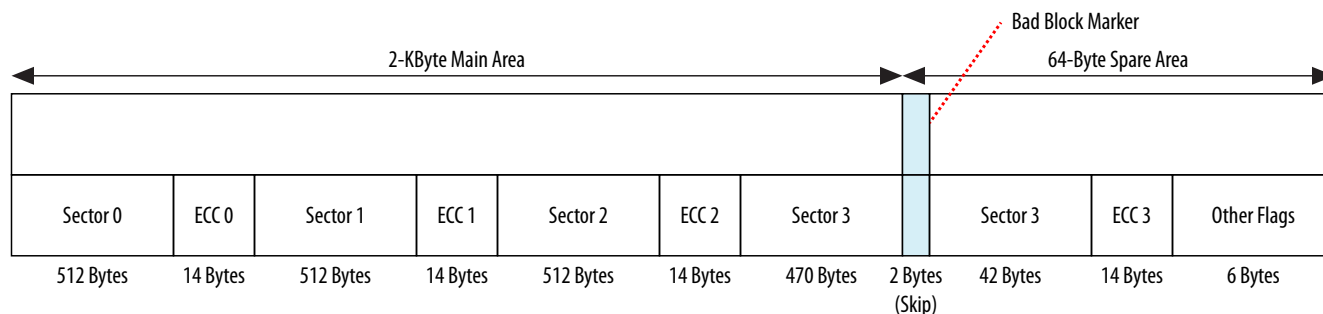 Bad Block Marker
2-KByte Main Area
64-Byte Spare Area
Sector 0
ECC 0
Sector 1
ECC 1
Sector 2
ECC 2
Sector 3
Sector 3
ECC 3
Other Flags
512 Bytes
14 Bytes
512 Bytes
14 Bytes
512 Bytes
14 Bytes
470 Bytes
2 Bytes
(Skip)
42 Bytes
14 Bytes
6 Bytes